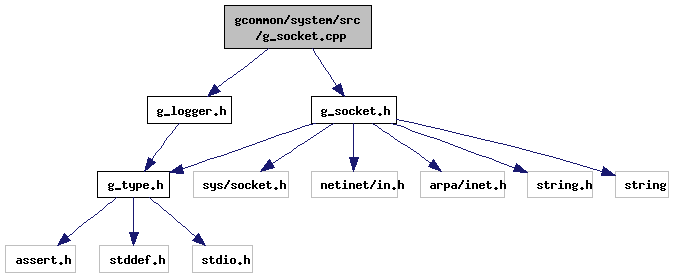 gcommon/system/src
/g_socket.cpp
g_logger.h
g_socket.h
g_type.h
sys/socket.h
netinet/in.h
arpa/inet.h
string.h
string
assert.h
stddef.h
stdio.h